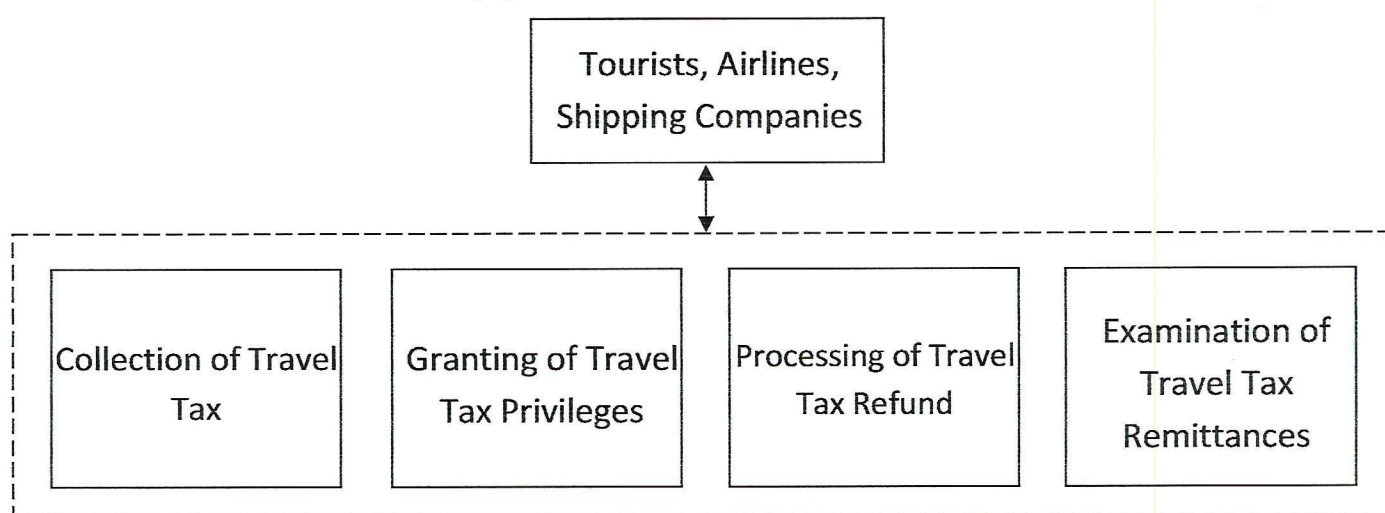 Tourists, Airlines,
Shipping Companies
Collection of Travel
Tax
Granting of Travel
Tax Privileges
Processing of Travel
Tax Refund
Examination of
Travel Tax
Remittances